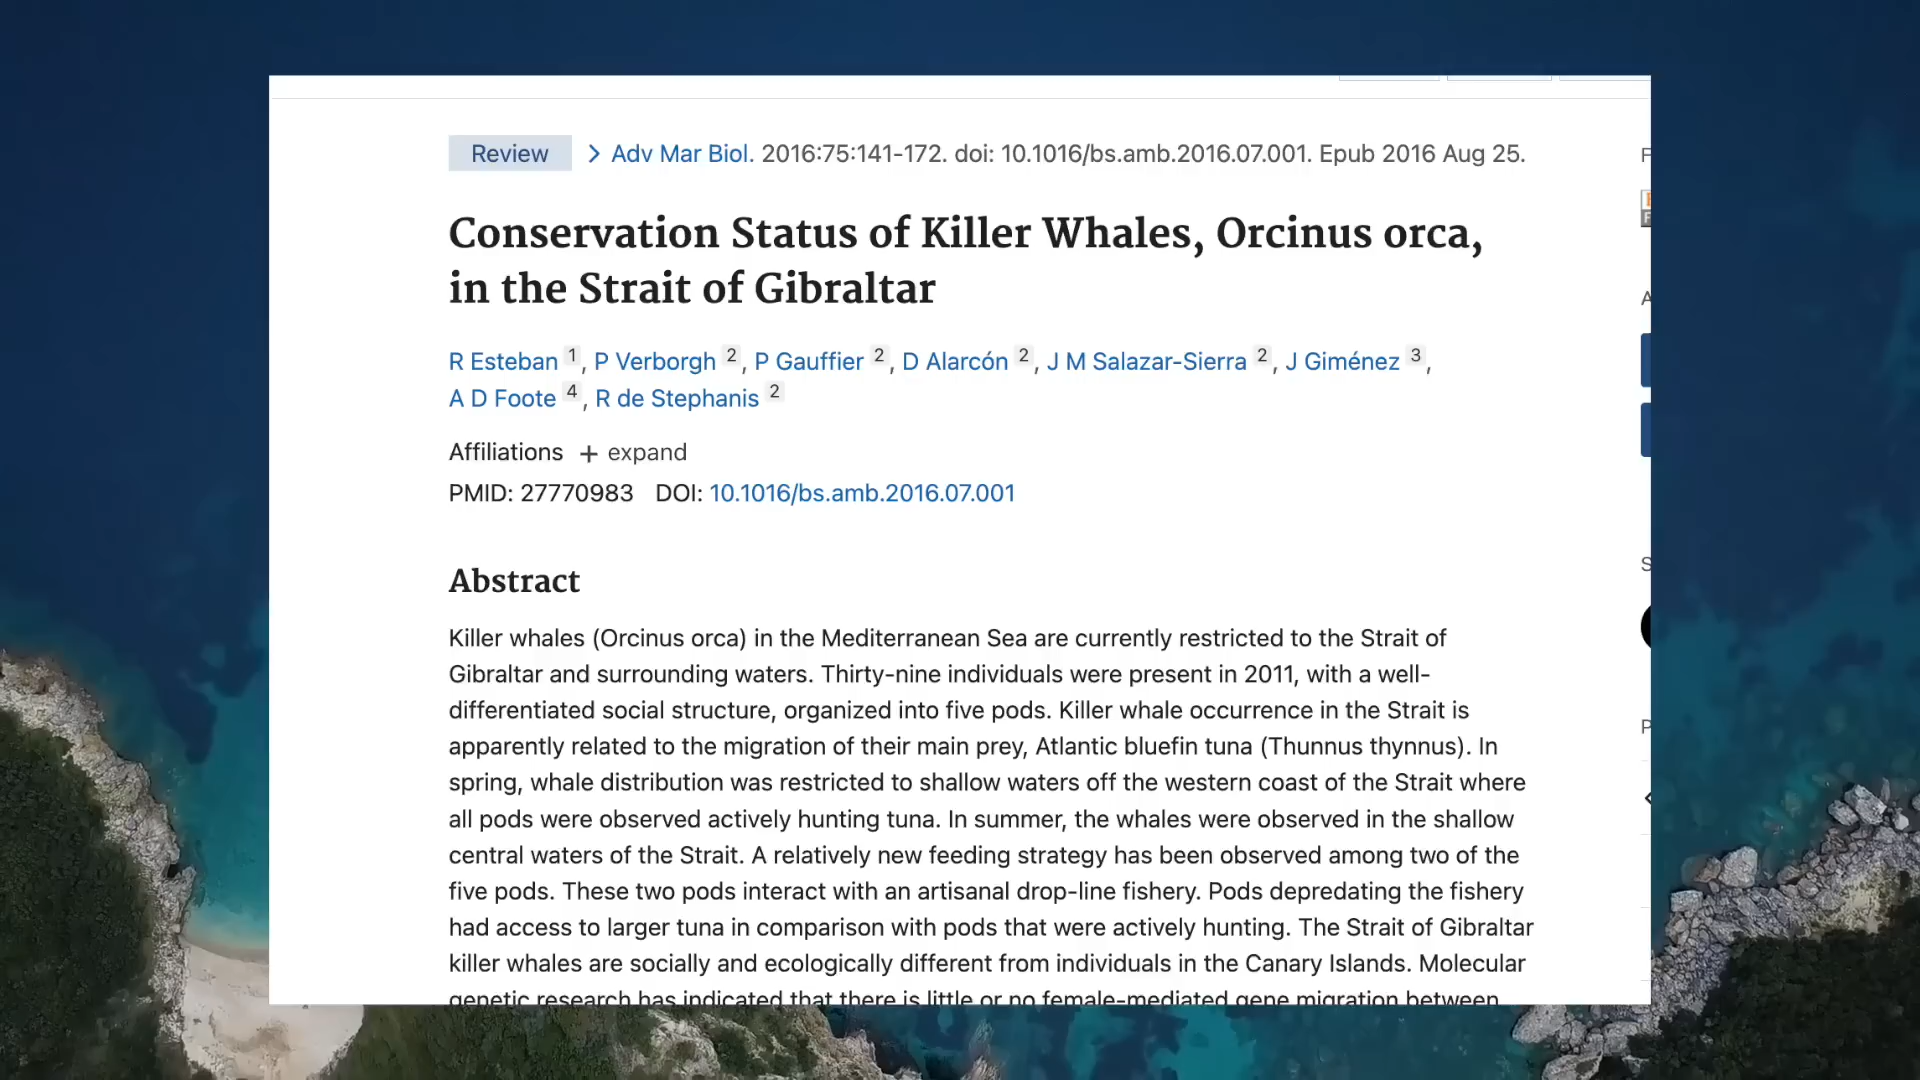 Review > Adv Mar Biol. 2016:75:141-172. doi: 10.1016/bs.amb.2016.07.001. Epub 2016 Aug 25.
Conservation Status of Killer Whales, Orcinus orca,
in the Strait of Gibraltar
R Esteban 1, P Verborgh 2, P Gauffier 2, D Alarcón 2, J M Salazar-Sierra 2, J Giménez 3,
A D Foote 4, R de Stephanis 2
Affiliations + expand
PMID: 27770983 DOI: 10.1016/bs.amb.2016.07.001
Abstract
Killer whales (Orcinus orca) in the Mediterranean Sea are currently restricted to the Strait of
Gibraltar and surrounding waters. Thirty-nine individuals were present in 2011, with a well-
differentiated social structure, organized into five pods. Killer whale occurrence in the Strait is
apparently related to the migration of their main prey, Atlantic bluefin tuna (Thunnus thynnus). In
spring, whale distribution was restricted to shallow waters off the western coast of the Strait where
all pods were observed actively hunting tuna. In summer, the whales were observed in the shallow
central waters of the Strait. A relatively new feeding strategy has been observed among two of the
five pods. These two pods interact with an artisanal drop-line fishery. Pods depredating the fishery
had access to larger tuna in comparison with pods that were actively hunting. The Strait of Gibraltar
killer whales are socially and ecologically different from individuals in the Canary Islands. Molecular
genetic research has indicated that there is little or no female-mediated gene migration between